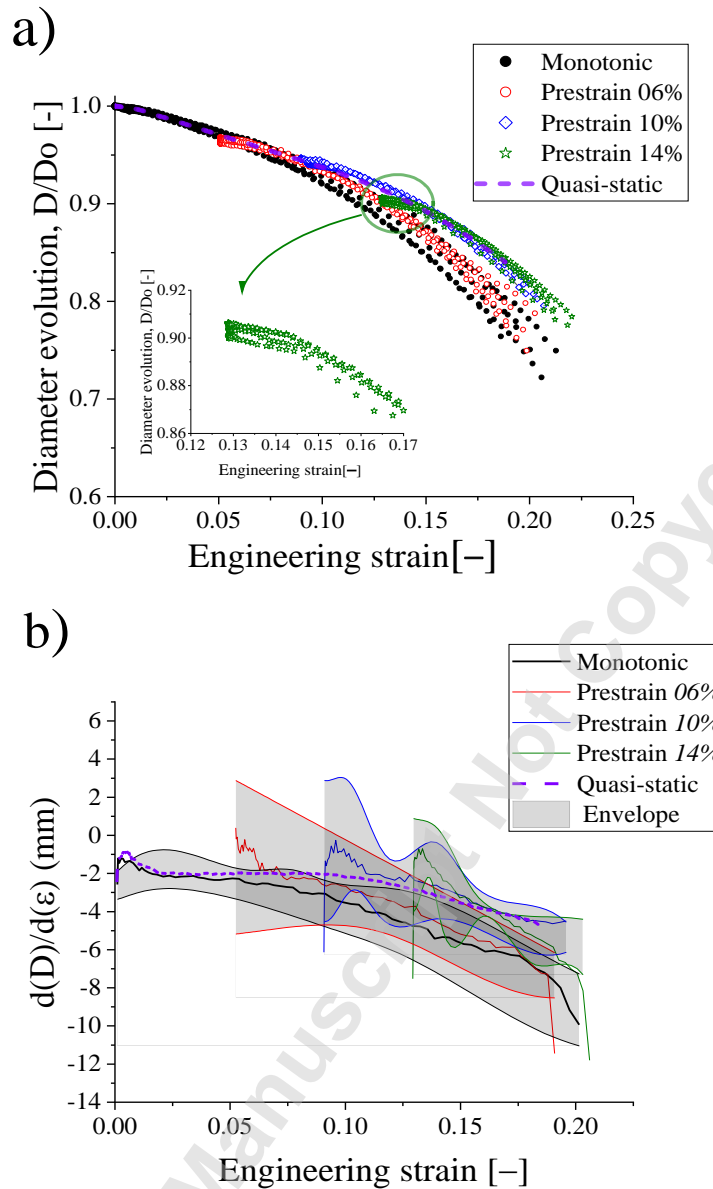 a)
Monotonic
Prestrain 06%
Prestrain 10%
Prestrain 14%
Quasi-static
Diameter evolution, D/Do [-]
1.0
0.9
0.8
0.7
0.6
0.00 0.05 0.10 0.15 0.20 0.25
Engineering strain[–]
Diameter evolution, D/Do [-]
0.92
0.90
0.88
0.86
0.12 0.13 0.14 0.15 0.16 0.17
Engineering strain[–]
b)
Monotonic
Prestrain 06%
Prestrain 10%
Prestrain 14%
Quasi-static
Envelope
d(D)/d(ε) (mm)
6
4
2
0
-2
-4
-6
-8
-10
-12
-14
0.00 0.05 0.10 0.15 0.20
Engineering strain [–]
Manuscript Not Copye